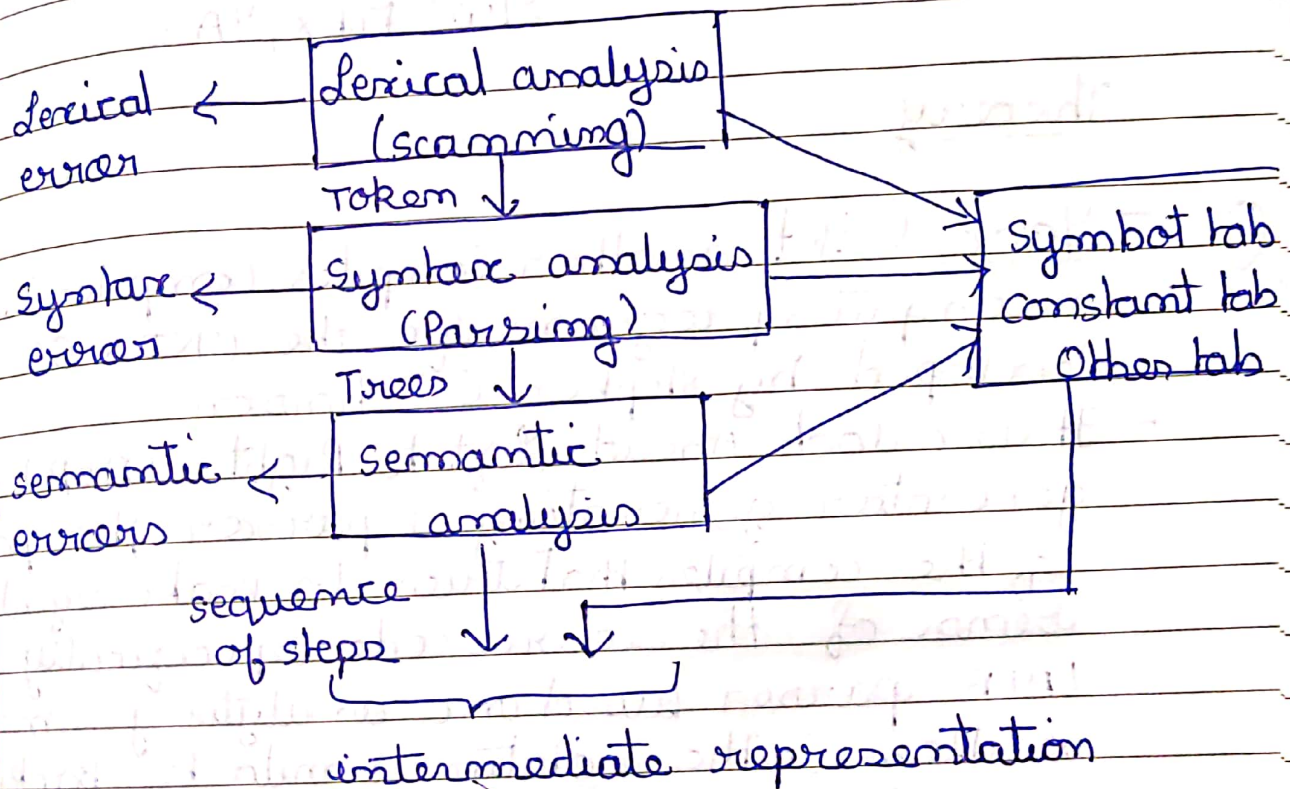 Lexical analysis
(scanning)
Lexical
error
Token
Syntax analysis
(Parsing)
Syntax
error
symbol tab
constant tab
Other tab
Trees
semantic
analysis
semantic
errors
sequence
of steps
intermediate representation